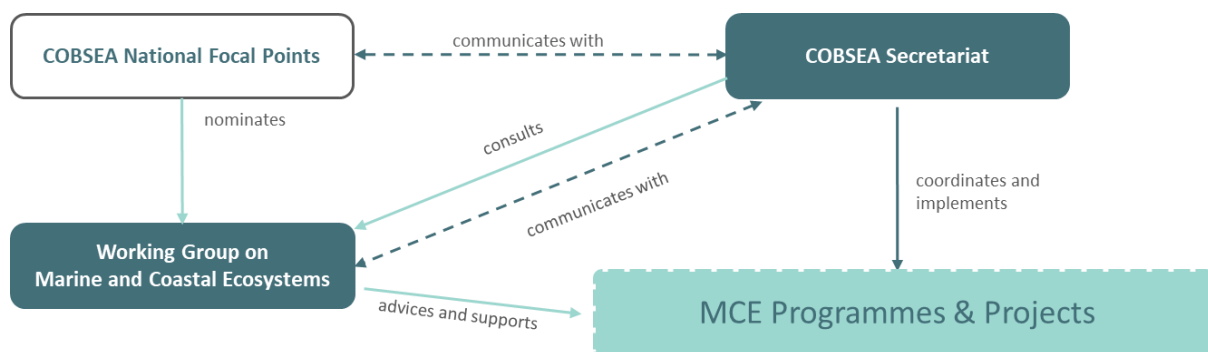 COBSEA National Focal Points
communicates with
COBSEA Secretariat
nominates
consults
communicates with
coordinates and
implements
Working Group on
Marine and Coastal Ecosystems
advices and supports
MCE Programmes & Projects